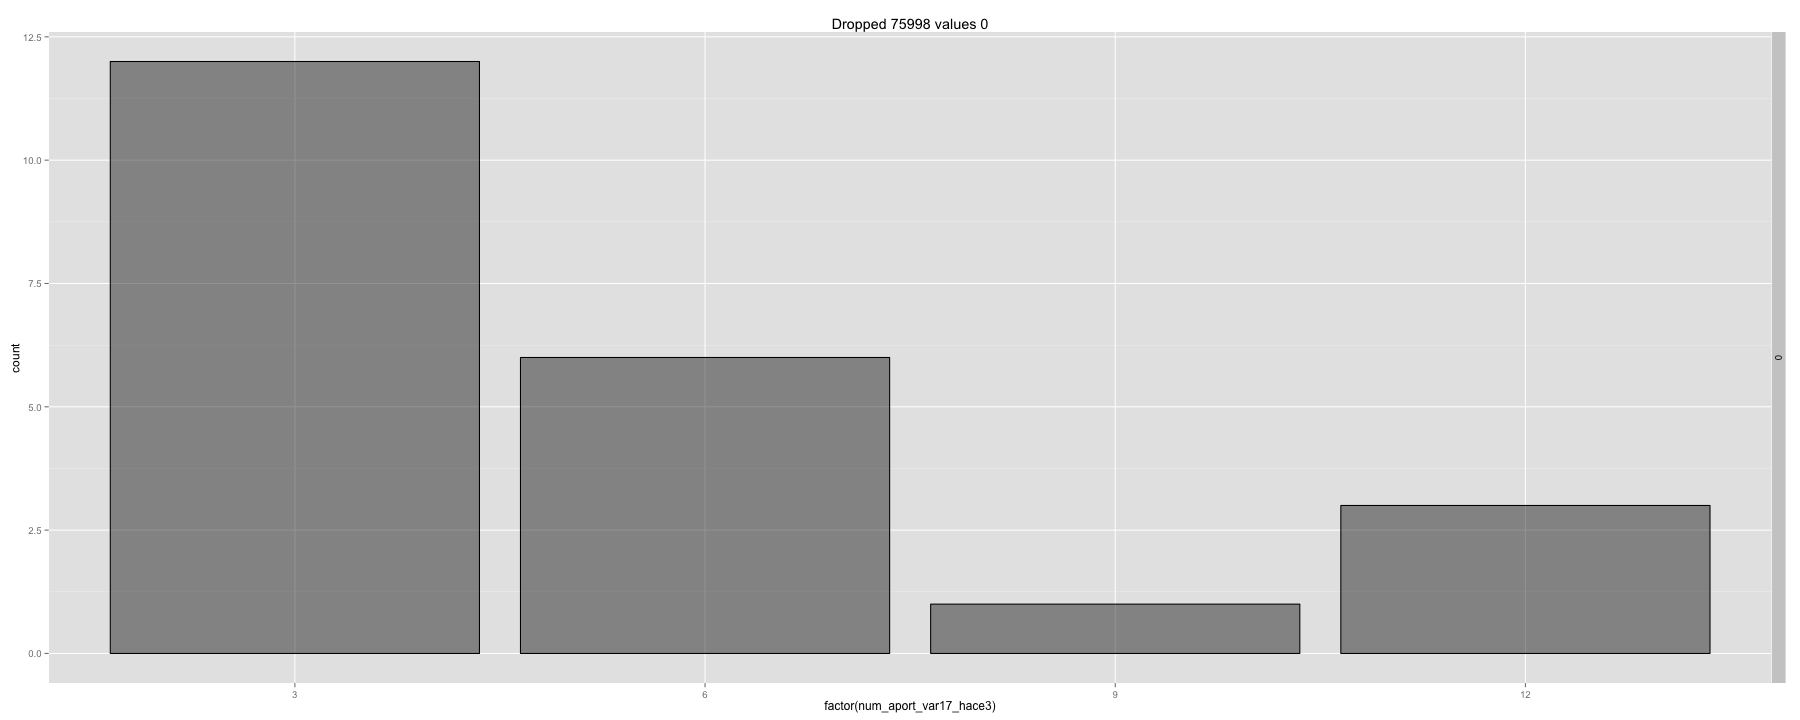 Dropped 75998 values 0
12.5
10.0
7.5
5.0
2.5
0.0
count
0
3 6 9 12
factor(num_aport_var17_hace3)